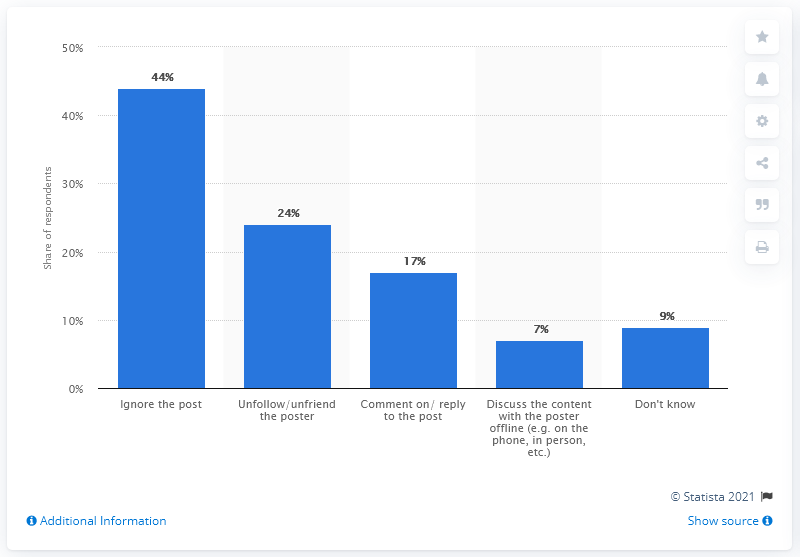 50%
40%
30%
20%
10%
0%
Share of respondents
44%
24%
17%
7%
9%
Ignore the post
Unfollow/unfriend
the poster
Comment on/ reply
to the post
Discuss the content
with the poster
offline (e.g. on the
phone, in person,
etc.)
Don't know
© Statista 2021
Additional Information
Show source